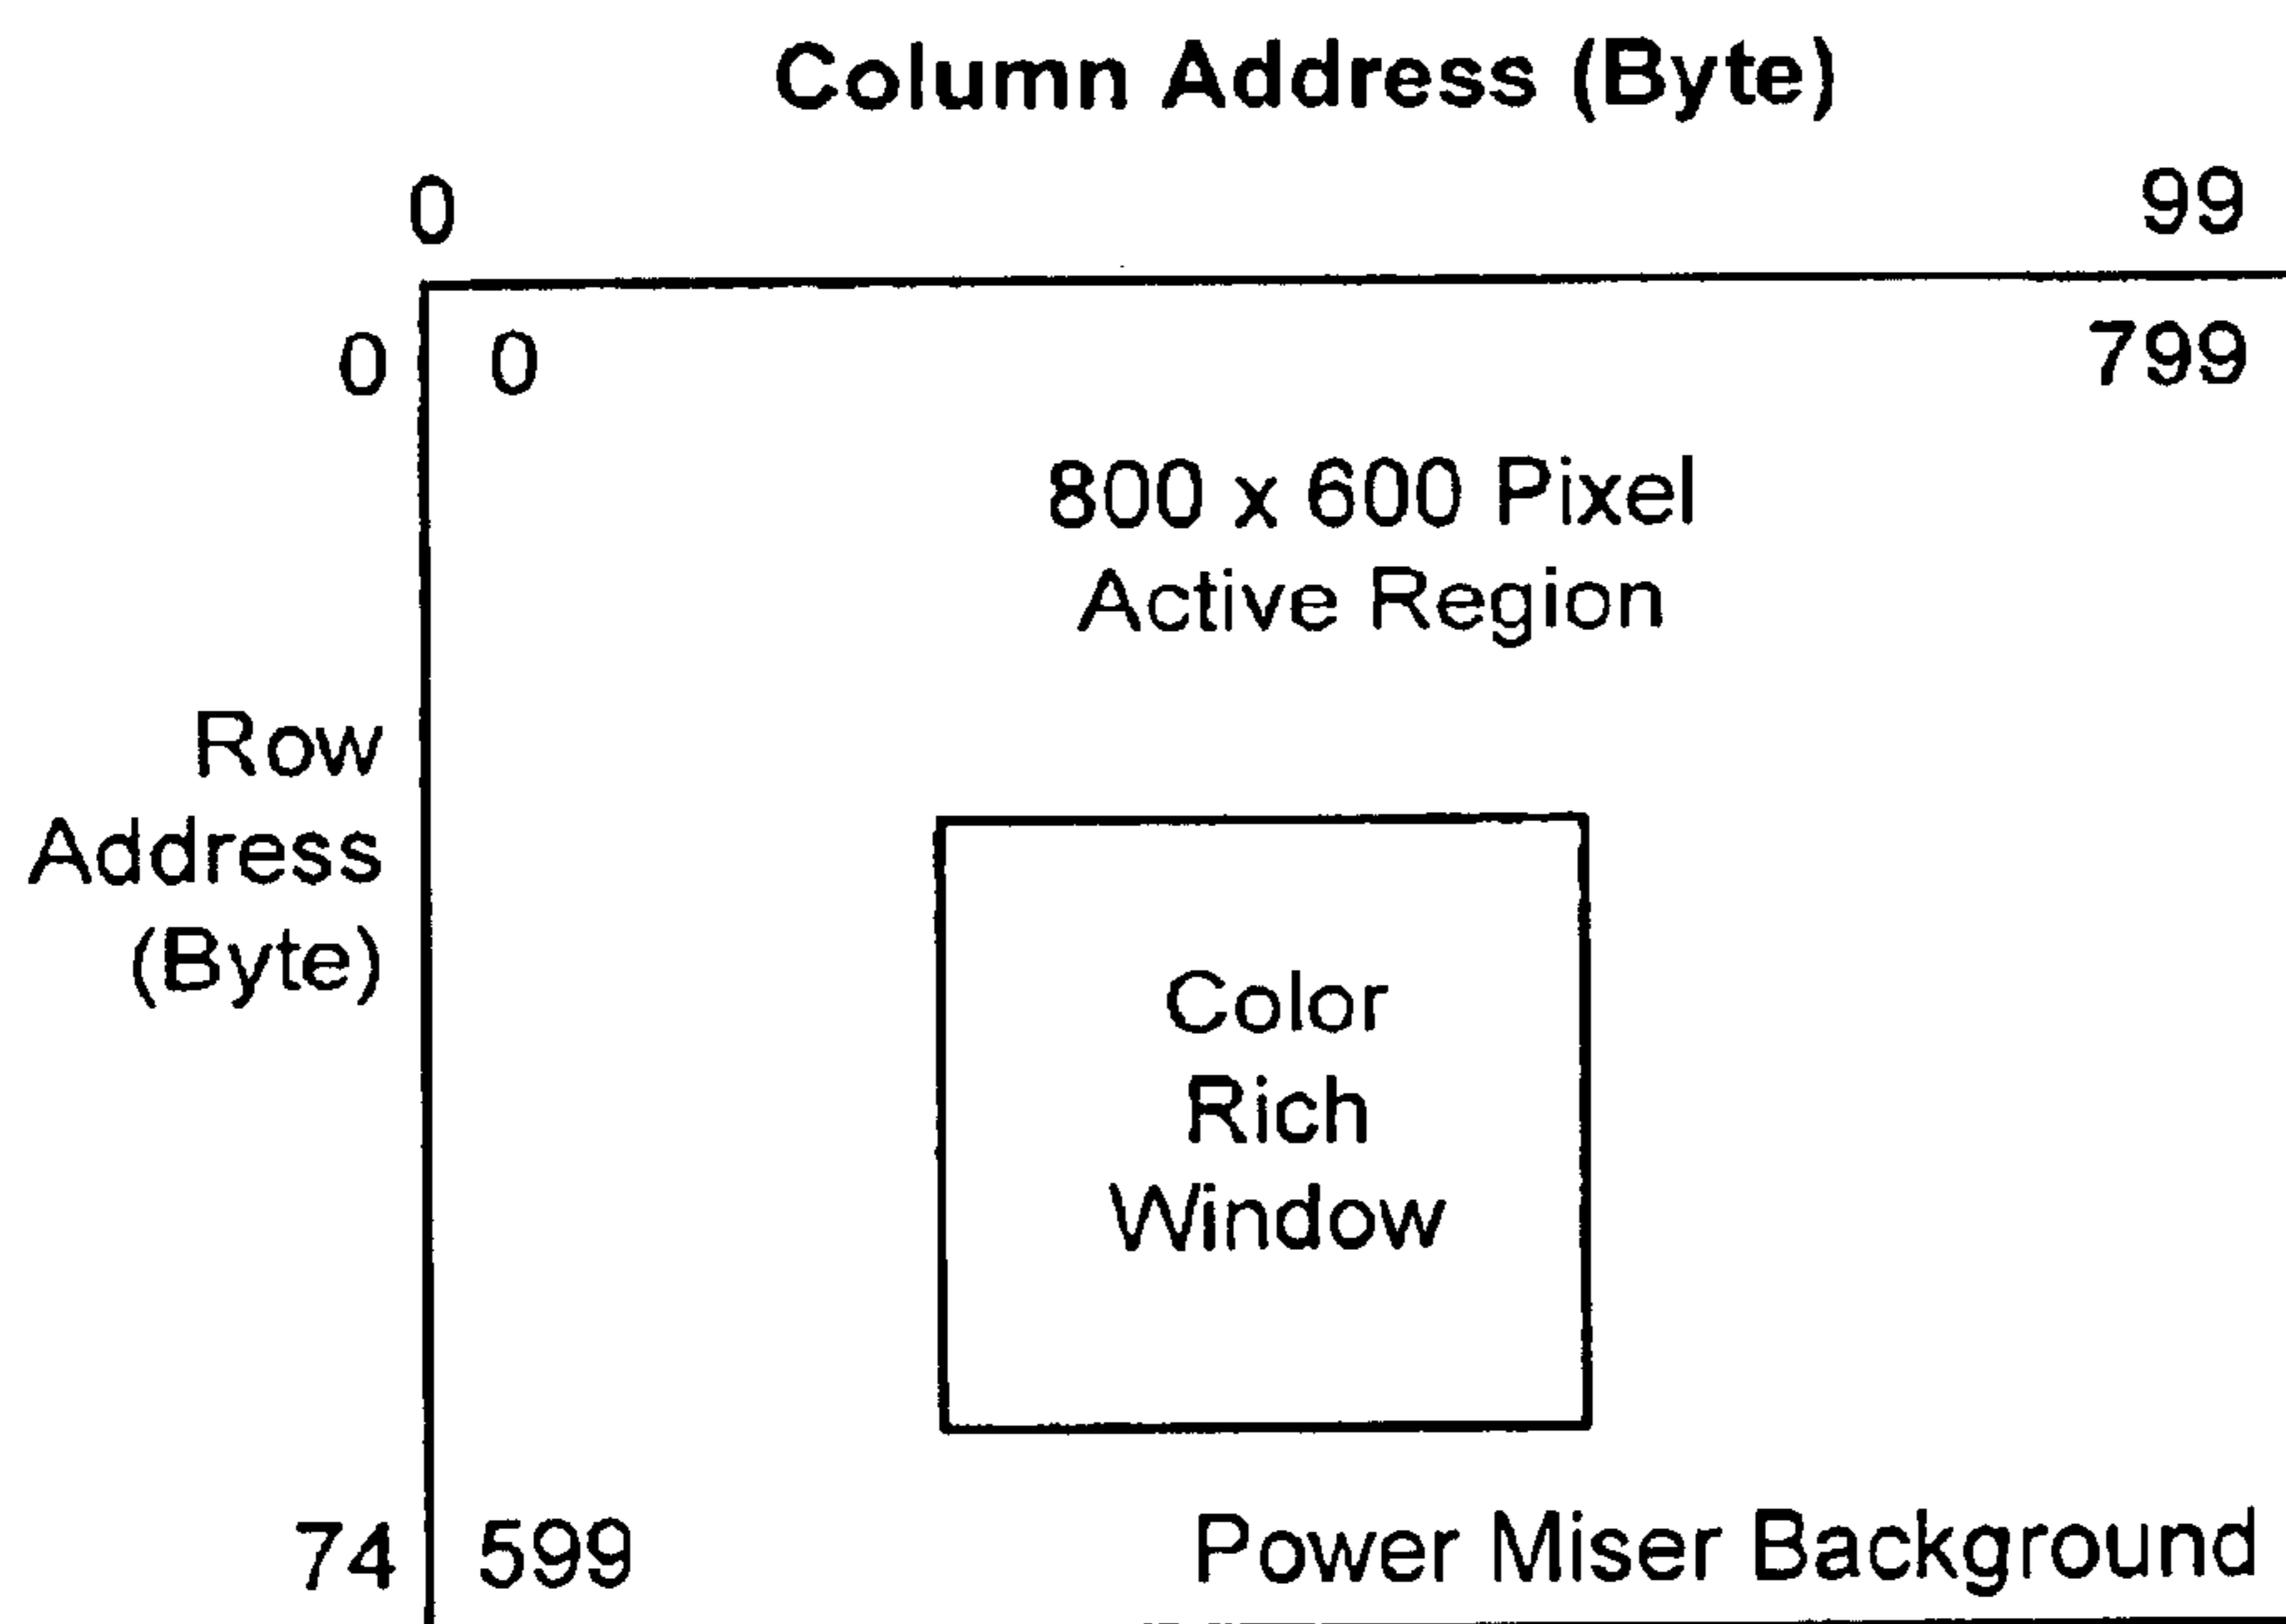 Column Address (Byte)
0 99
0 0 799
800 x 600 Pixel
Active Region
Row
Address
(Byte)
Color
Rich
Window
74 599 Power Miser Background